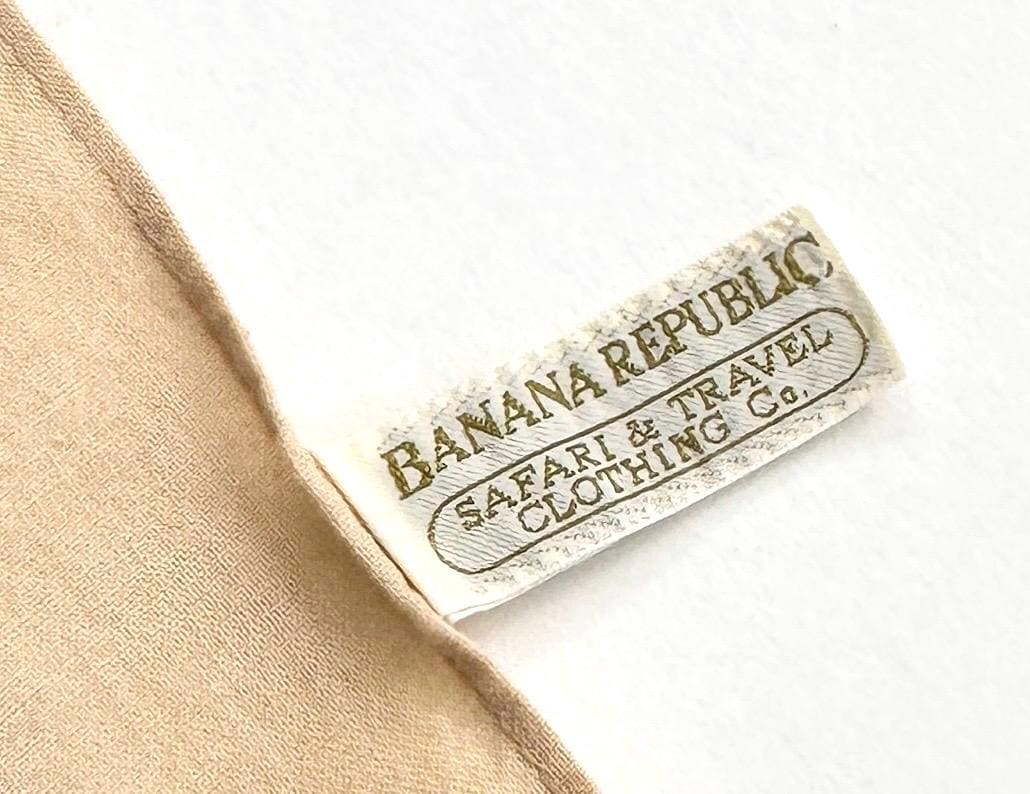 BANANA REPUBLIC
SAFARI & TRAVEL
CLOTHING Co.